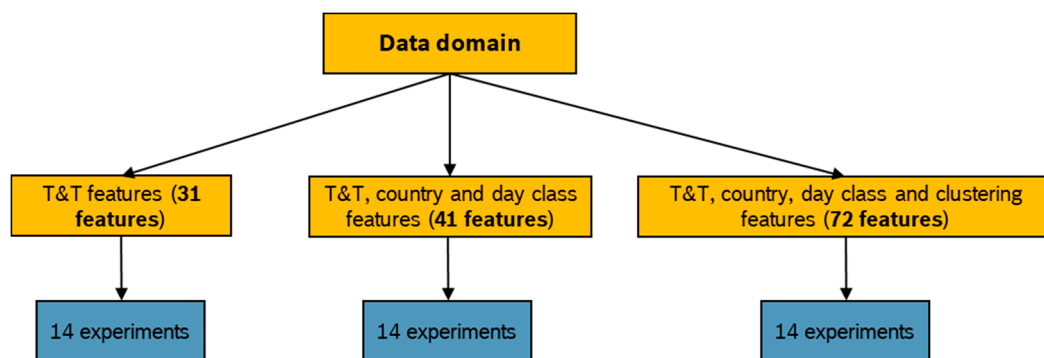 Data domain
T&T features (31
features)
T&T, country and day class
features (41 features)
T&T, country, day class and clustering
features (72 features)
14 experiments
14 experiments
14 experiments